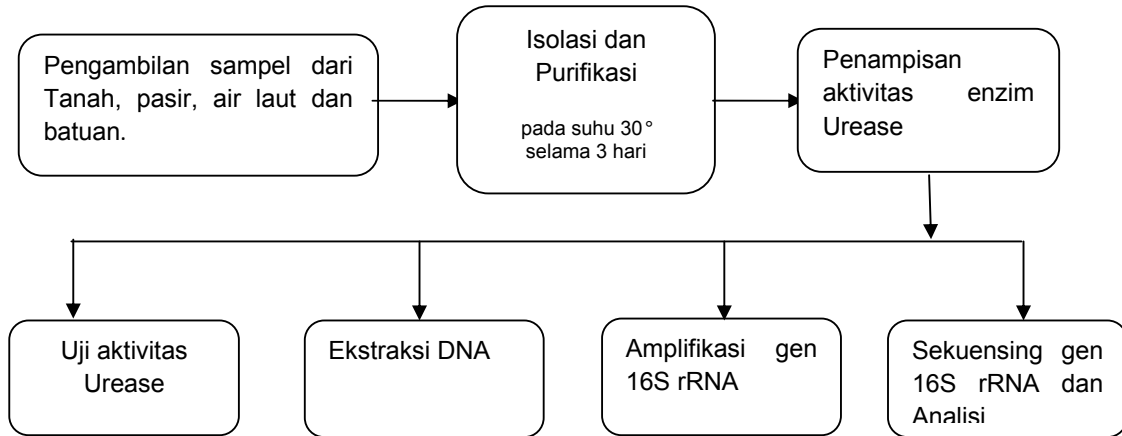 Pengambilan sampel dari
Tanah, pasir, air laut dan
batuan.
Isolasi dan
Purifikasi
pada suhu 30°
selama 3 hari
Penampisan
aktivitas enzim
Urease
Uji aktivitas
Urease
Ekstraksi DNA
Amplifikasi gen
16S rRNA
Sekuensing gen
16S rRNA dan
Analisi